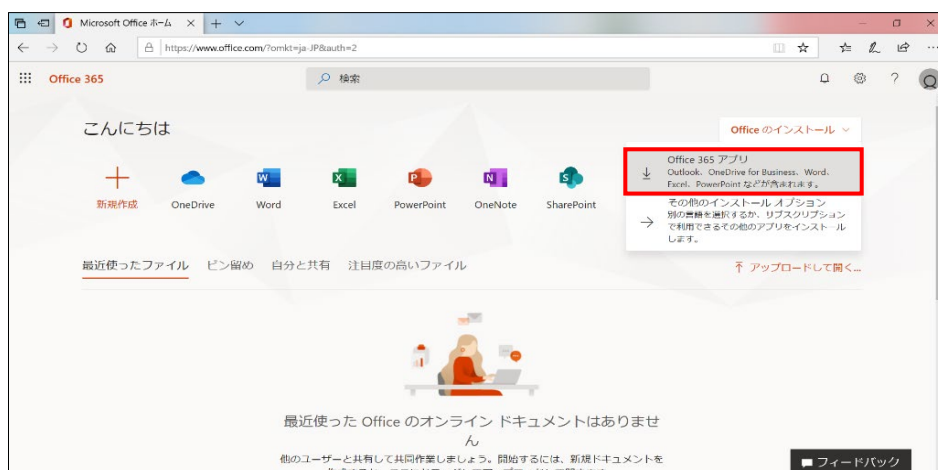 Microsoft Office ホーム
https://www.office.com/?omkt=ja-JP&auth=2
Office 365
検索
こんにちは
Office のインストール
Office 365 アプリ
Outlook、OneDrive for Business、Word、
Excel、PowerPoint などが含まれます。
その他のインストール オプション
別の言語を選択するか、サブスクリプション
で利用できるその他のアプリをインストール
します。
新規作成
OneDrive
Word
Excel
PowerPoint
OneNote
SharePoint
最近使ったファイル
ピン留め
自分と共有
注目度の高いファイル
アップロードして開く...
最近使った Office のオンライン ドキュメントはありませ
ん
他のユーザーと共有して共同作業しましょう。開始するには、新規ドキュメントを
フィードバック